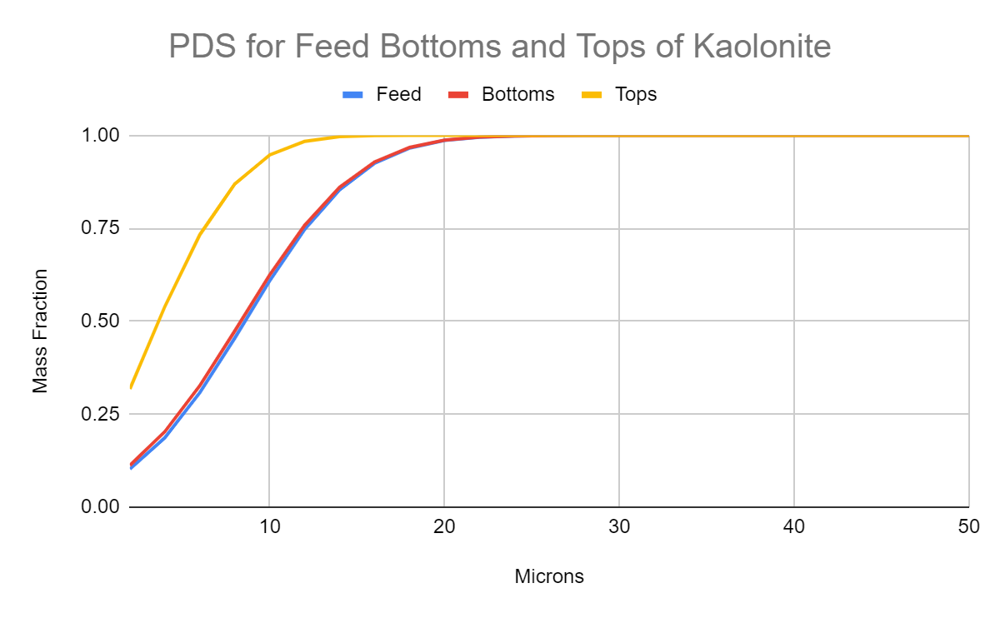 PDS for Feed Bottoms and Tops of Kaolonite
Feed Bottoms Tops
1.00
0.75
0.50
0.25
0.00
Mass Fraction
10 20 30 40 50
Microns